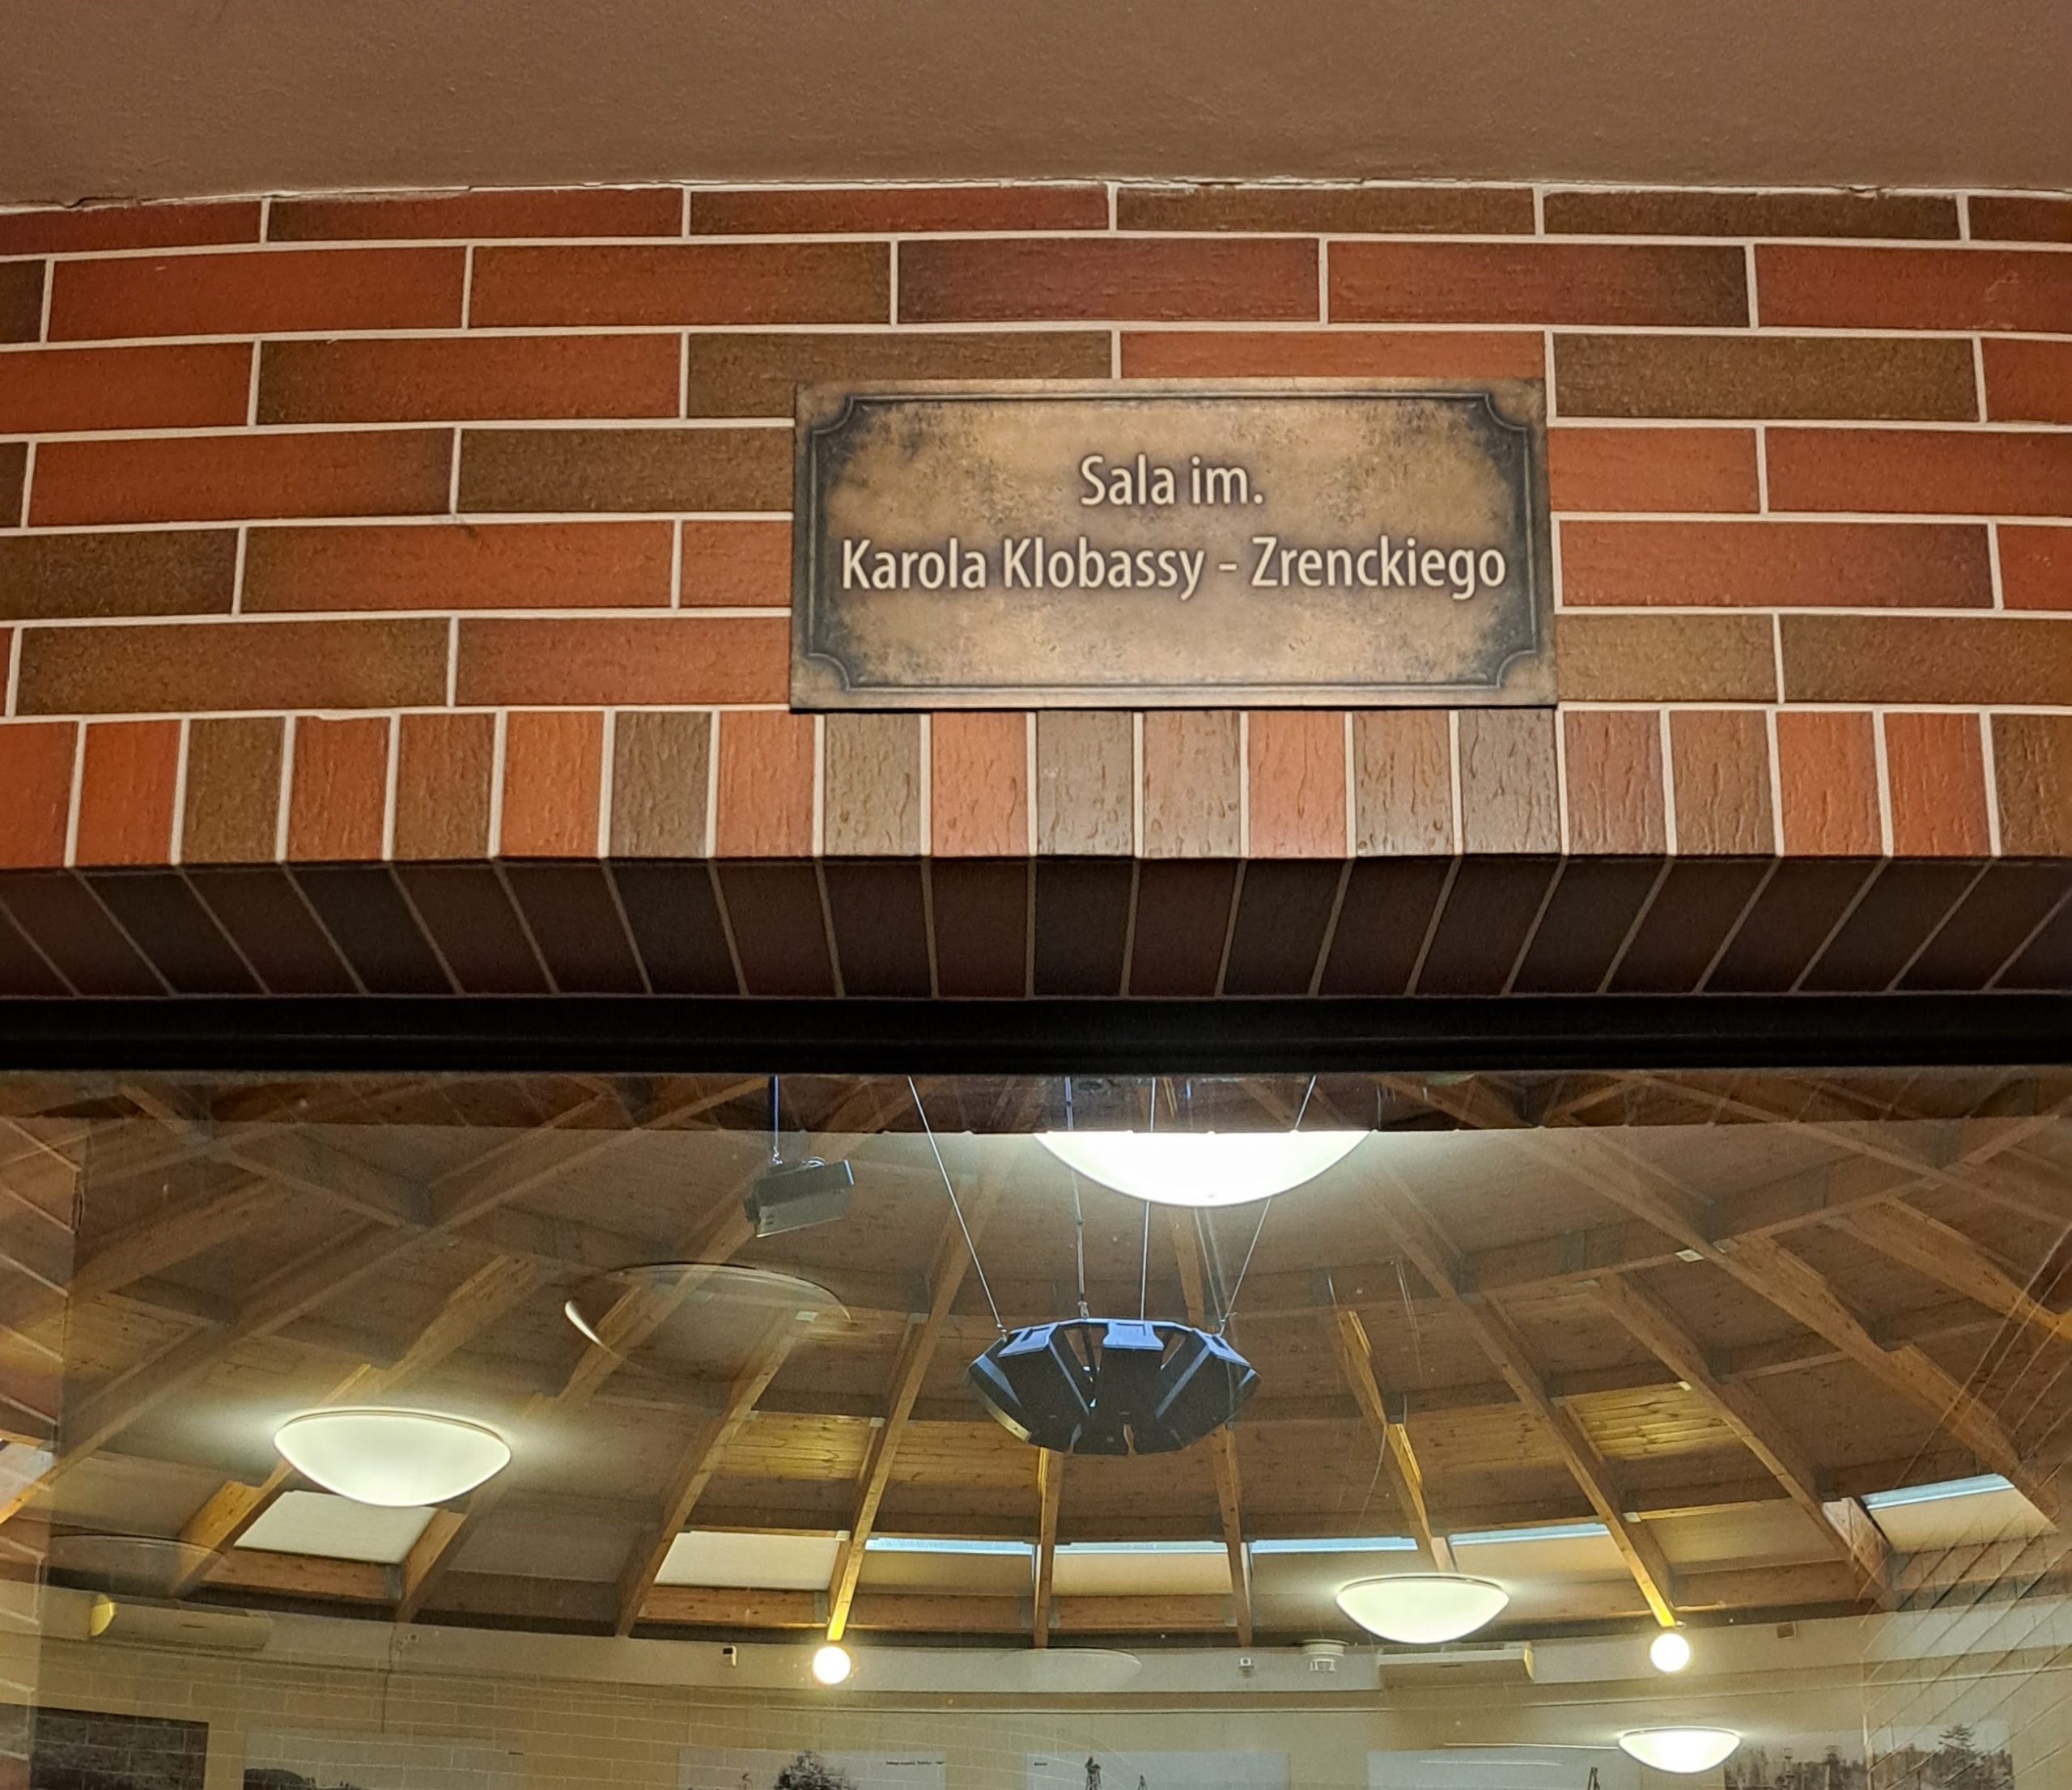 Sala im.
Karola Klobassy - Zrenckiego